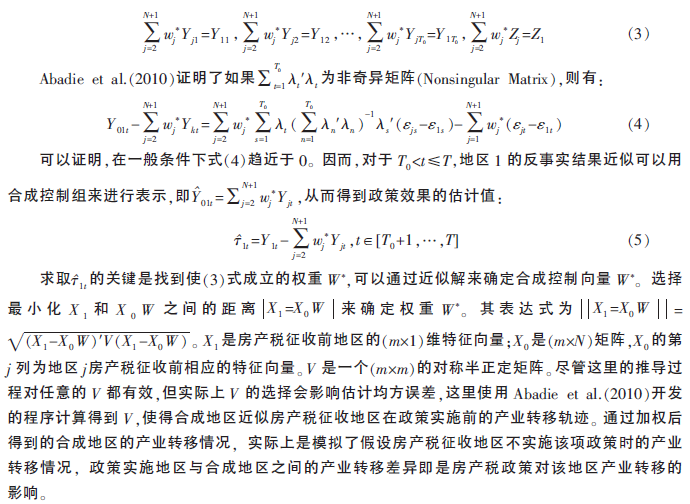 $\sum_{j=2}^{N+1} w_j^* Y_{j1}=Y_{11}$, $\sum_{j=2}^{N+1} w_j^* Y_{j2}=Y_{12}$, …, $\sum_{j=2}^{N+1} w_j^* Y_{jT_0}=Y_{1T_0}$, $\sum_{j=2}^{N+1} w_j^* Z_j=Z_1$ (3)
Abadie et al.(2010)证明了如果$\sum_{t=1}^{T_0}\lambda_t'\lambda_t$为非奇异矩阵(Nonsingular Matrix),则有:
$Y_{01t}-\sum_{j=2}^{N+1} w_j^* Y_{kt}=\sum_{j=2}^{N+1} w_j^* \sum_{s=1}^{T_0}\lambda_t(\sum_{n=1}^{T_0}\lambda_n'\lambda_n)^{-1}\lambda_s'(\varepsilon_{js}-\varepsilon_{1s})-\sum_{j=1}^{N+1} w_j^*(\varepsilon_{jt}-\varepsilon_{1t})$ (4)
可以证明,在一般条件下式(4)趋近于 0。因而,对于 $T_0<t\leq T$,地区 1 的反事实结果近似可以用
合成控制组来进行表示,即$\hat{Y}_{01t}=\sum_{j=2}^{N+1} w_j^* Y_{jt}$,从而得到政策效果的估计值:
$\hat{\tau}_{1t}=Y_{1t}-\sum_{j=2}^{N+1} w_j^* Y_{jt}, t\in[T_0+1,\cdots,T]$ (5)
求取$\hat{\tau}_{1t}$的关键是找到使(3)式成立的权重 $W^*$,可以通过近似解来确定合成控制向量 $W^*$。选择
最小化 $X_1$ 和 $X_0W$ 之间的距离$|X_1=X_0W|$来确定权重 $W^*$。其表达式为$||X_1=X_0W||=$
$\sqrt{(X_1-X_0W)'V(X_1-X_0W)}$。$X_1$是房产税征收前地区的(m×1)维特征向量;$X_0$是(m×N)矩阵,$X_0$的第
j 列为地区 j房产税征收前相应的特征向量。V 是一个(m×m)的对称半正定矩阵。尽管这里的推导过
程对任意的 V 都有效,但实际上 V 的选择会影响估计均方误差,这里使用 Abadie et al.(2010)开发
的程序计算得到 V,使得合成地区近似房产税征收地区在政策实施前的产业转移轨迹。通过加权后
得到的合成地区的产业转移情况，实际上是模拟了假设房产税征收地区不实施该项政策时的产业
转移情况，政策实施地区与合成地区之间的产业转移差异即是房产税政策对该地区产业转移的
影响。